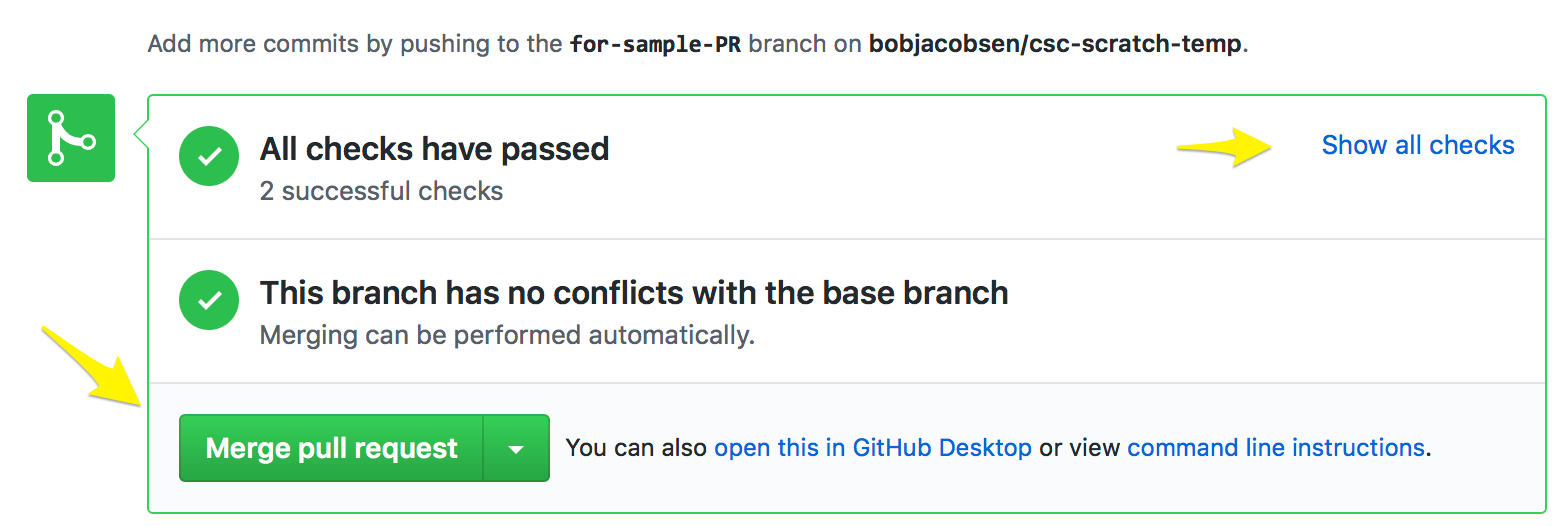 Add more commits by pushing to the for-sample-PR branch on bobjacobsen/csc-scratch-temp.
All checks have passed
Show all checks
2 successful checks
This branch has no conflicts with the base branch
Merging can be performed automatically.
Merge pull request
You can also open this in GitHub Desktop or view command line instructions.